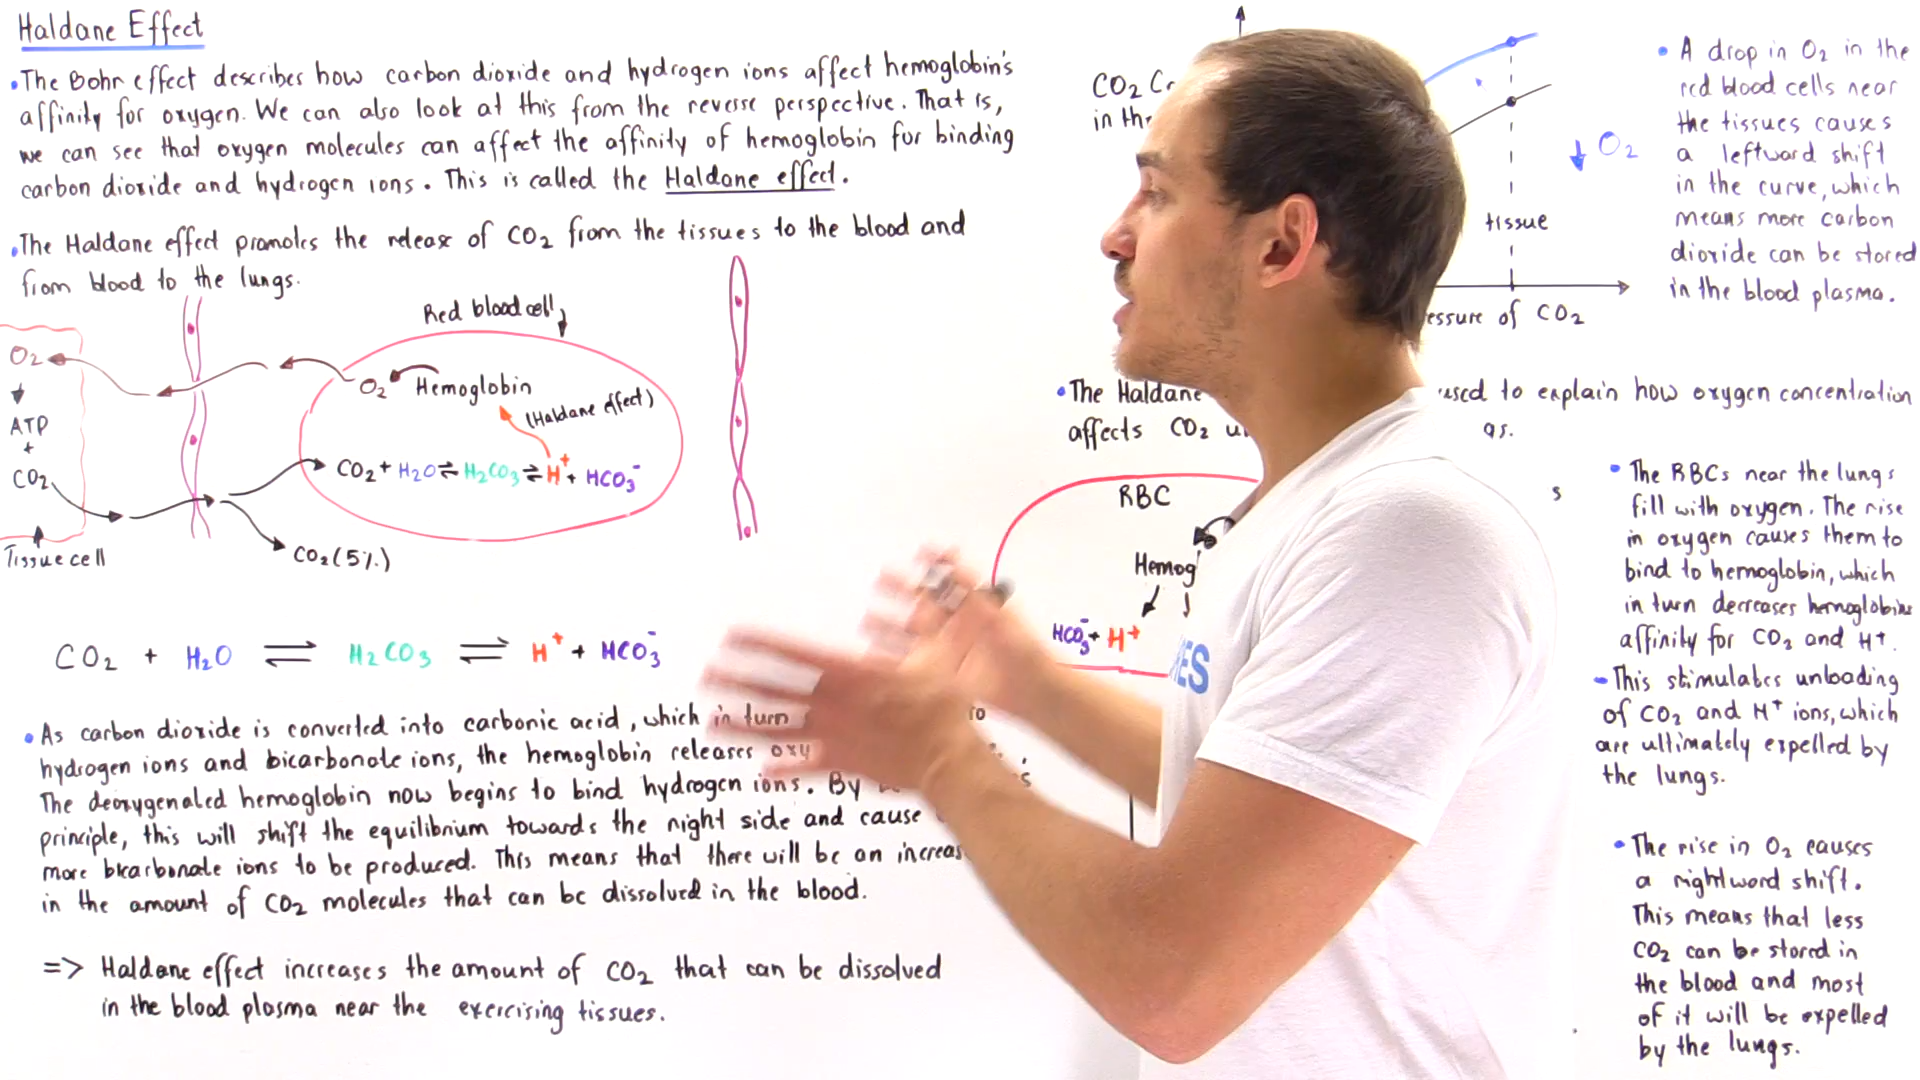 Haldane Effect
• The Bohr effect describes how carbon dioxide and hydrogen ions affect hemoglobin's
affinity for oxygen. We can also look at this from the reverse perspective. That is,
we can see that oxygen molecules can affect the affinity of hemoglobin for binding
carbon dioxide and hydrogen ions. This is called the Haldane effect.
• The Haldane effect promotes the release of CO2 from the tissues to the blood and
from blood to the lungs.
Red blood cell
O2
ATP
+
CO2
Tissue cell
O2 Hemoglobin
(Haldane effect)
CO2 + H2O ⇌ H2CO3 ⇌ H+ + HCO3-
CO2 (5%)
CO2 + H2O ⇌ H2CO3 ⇌ H+ + HCO3-
• As carbon dioxide is converted into carbonic acid, which in turn
hydrogen ions and bicarbonate ions, the hemoglobin releases
The deoxygenated hemoglobin now begins to bind hydrogen ions. By
principle, this will shift the equilibrium towards the right side and cause
more bicarbonate ions to be produced. This means that there will be an increas
in the amount of CO2 molecules that can be dissolved in the blood.
=> Haldane effect increases the amount of CO2 that can be dissolved
in the blood plasma near the exercising tissues.
CO2
in the
↓ O2
tissue
essure of CO2
• A drop in O2 in the
red blood cells near
the tissues causes
a leftward shift
in the curve, which
means more carbon
dioxide can be stored
in the blood plasma.
• The Haldane used to explain how oxygen concentration
affects CO2
RBC
Hemog
HCO3- + H+
ES
• The RBCs near the lungs
fill with oxygen. The rise
in oxygen causes them to
bind to hemoglobin, which
in turn decreases hemoglobins
affinity for CO2 and H+.
- This stimulates unloading
of CO2 and H+ ions, which
are ultimately expelled by
the lungs.
• The rise in O2 causes
a rightward shift.
This means that less
CO2 can be stored in
the blood and most
of it will be expelled
by the lungs.